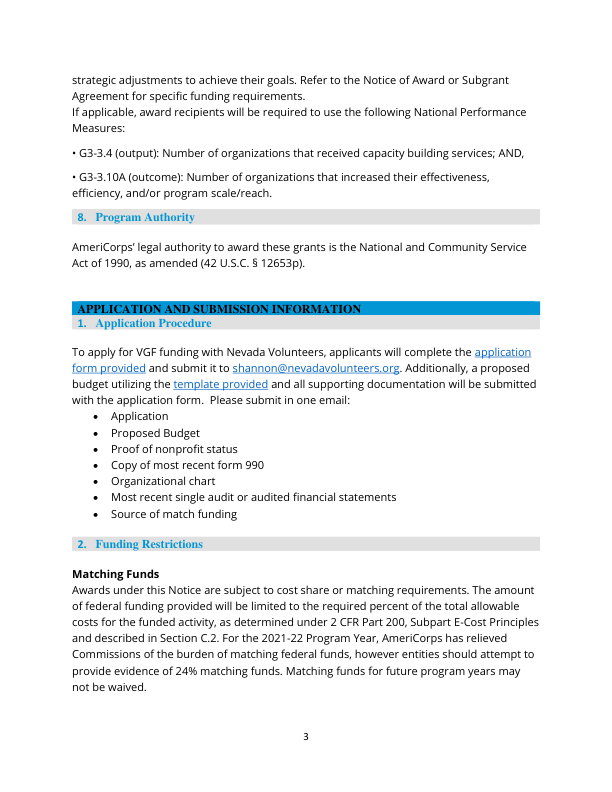 strategic adjustments to achieve their goals. Refer to the Notice of Award or Subgrant
Agreement for specific funding requirements.
If applicable, award recipients will be required to use the following National Performance
Measures:
• G3-3.4 (output): Number of organizations that received capacity building services; AND,
• G3-3.10A (outcome): Number of organizations that increased their effectiveness,
efficiency, and/or program scale/reach.
8. Program Authority
AmeriCorps’ legal authority to award these grants is the National and Community Service
Act of 1990, as amended (42 U.S.C. § 12653p).
APPLICATION AND SUBMISSION INFORMATION
1. Application Procedure
To apply for VGF funding with Nevada Volunteers, applicants will complete the application
form provided and submit it to shannon@nevadavolunteers.org. Additionally, a proposed
budget utilizing the template provided and all supporting documentation will be submitted
with the application form.  Please submit in one email:
• Application
• Proposed Budget
• Proof of nonprofit status
• Copy of most recent form 990
• Organizational chart
• Most recent single audit or audited financial statements
• Source of match funding
2. Funding Restrictions
Matching Funds
Awards under this Notice are subject to cost share or matching requirements. The amount
of federal funding provided will be limited to the required percent of the total allowable
costs for the funded activity, as determined under 2 CFR Part 200, Subpart E-Cost Principles
and described in Section C.2. For the 2021-22 Program Year, AmeriCorps has relieved
Commissions of the burden of matching federal funds, however entities should attempt to
provide evidence of 24% matching funds. Matching funds for future program years may
not be waived.
3